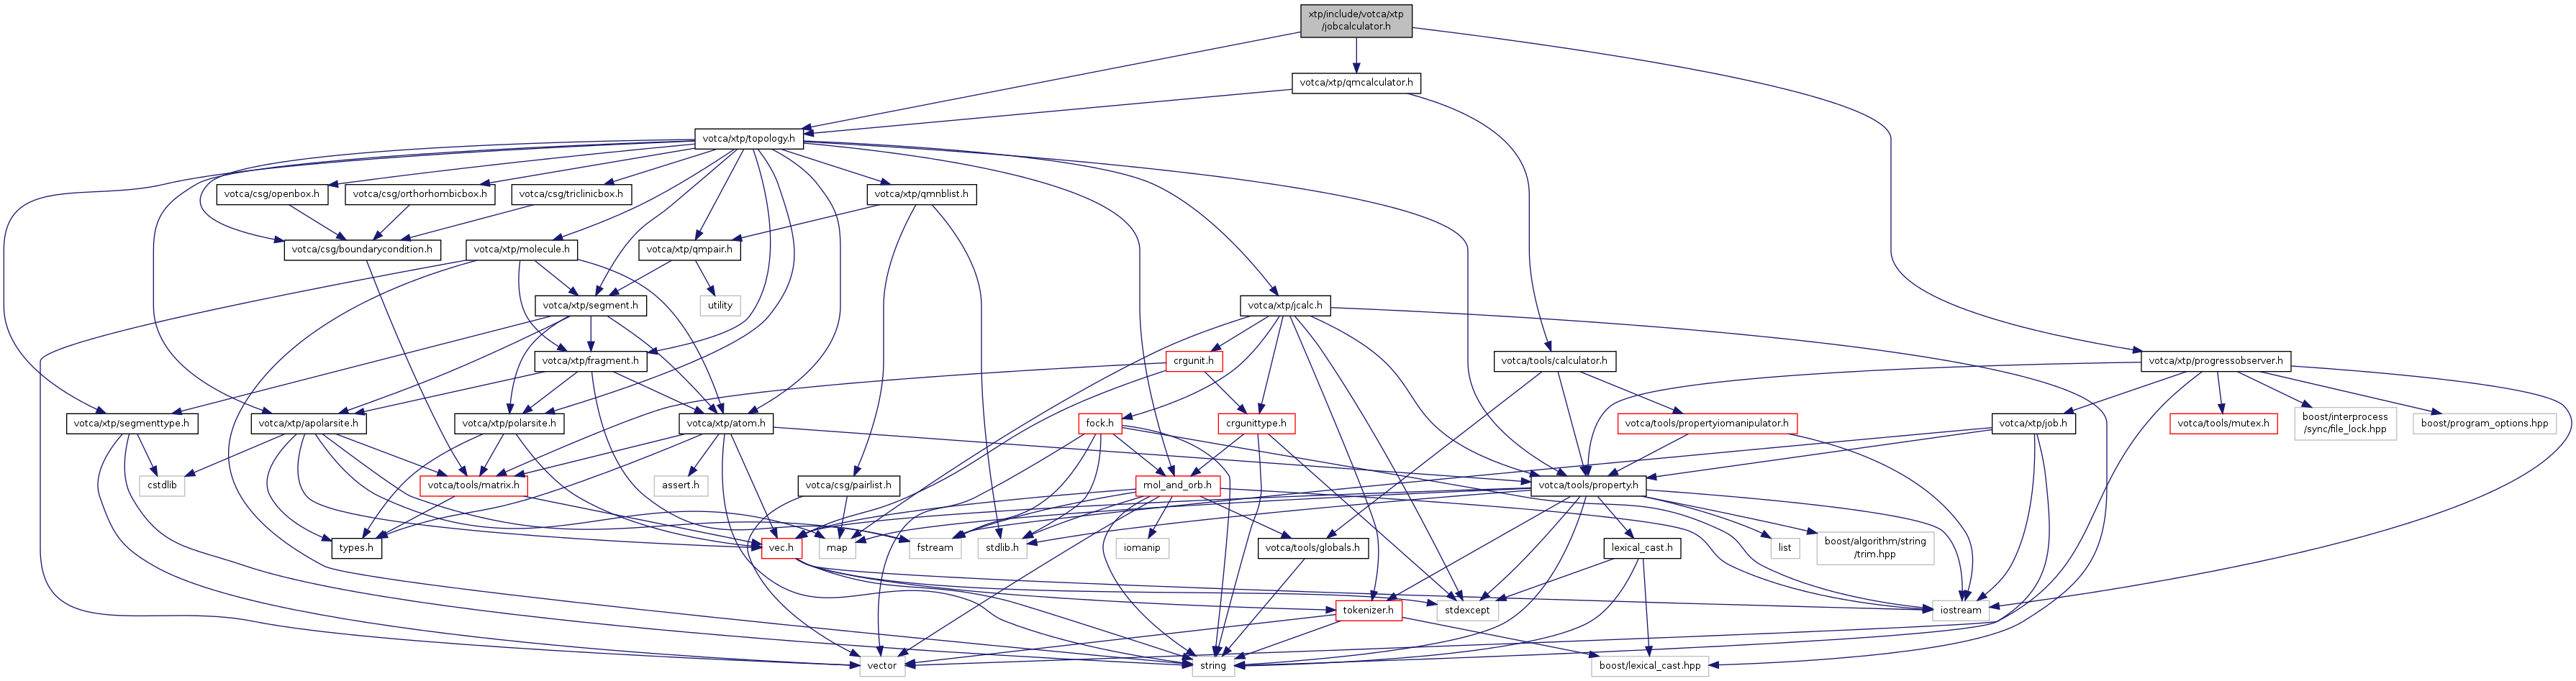 xtp/include/votca/xtp
/jobcalculator.h
votca/xtp/qmcalculator.h
votca/xtp/topology.h
votca/csg/openbox.h
votca/csg/orthorhombicbox.h
votca/csg/triclinicbox.h
votca/xtp/qmnblist.h
votca/csg/boundarycondition.h
votca/xtp/molecule.h
votca/xtp/qmpair.h
votca/xtp/segment.h
utility
votca/xtp/jcalc.h
votca/xtp/fragment.h
crgunit.h
votca/tools/calculator.h
votca/xtp/progressobserver.h
votca/xtp/segmenttype.h
votca/xtp/apolarsite.h
votca/xtp/polarsite.h
votca/xtp/atom.h
fock.h
crgunittype.h
votca/tools/propertyiomanipulator.h
votca/xtp/job.h
votca/tools/mutex.h
boost/interprocess
/sync/file_lock.hpp
boost/program_options.hpp
cstdlib
votca/tools/matrix.h
assert.h
votca/csg/pairlist.h
mol_and_orb.h
votca/tools/property.h
types.h
vec.h
map
fstream
stdlib.h
iomanip
votca/tools/globals.h
lexical_cast.h
list
boost/algorithm/string
/trim.hpp
tokenizer.h
stdexcept
iostream
vector
string
boost/lexical_cast.hpp